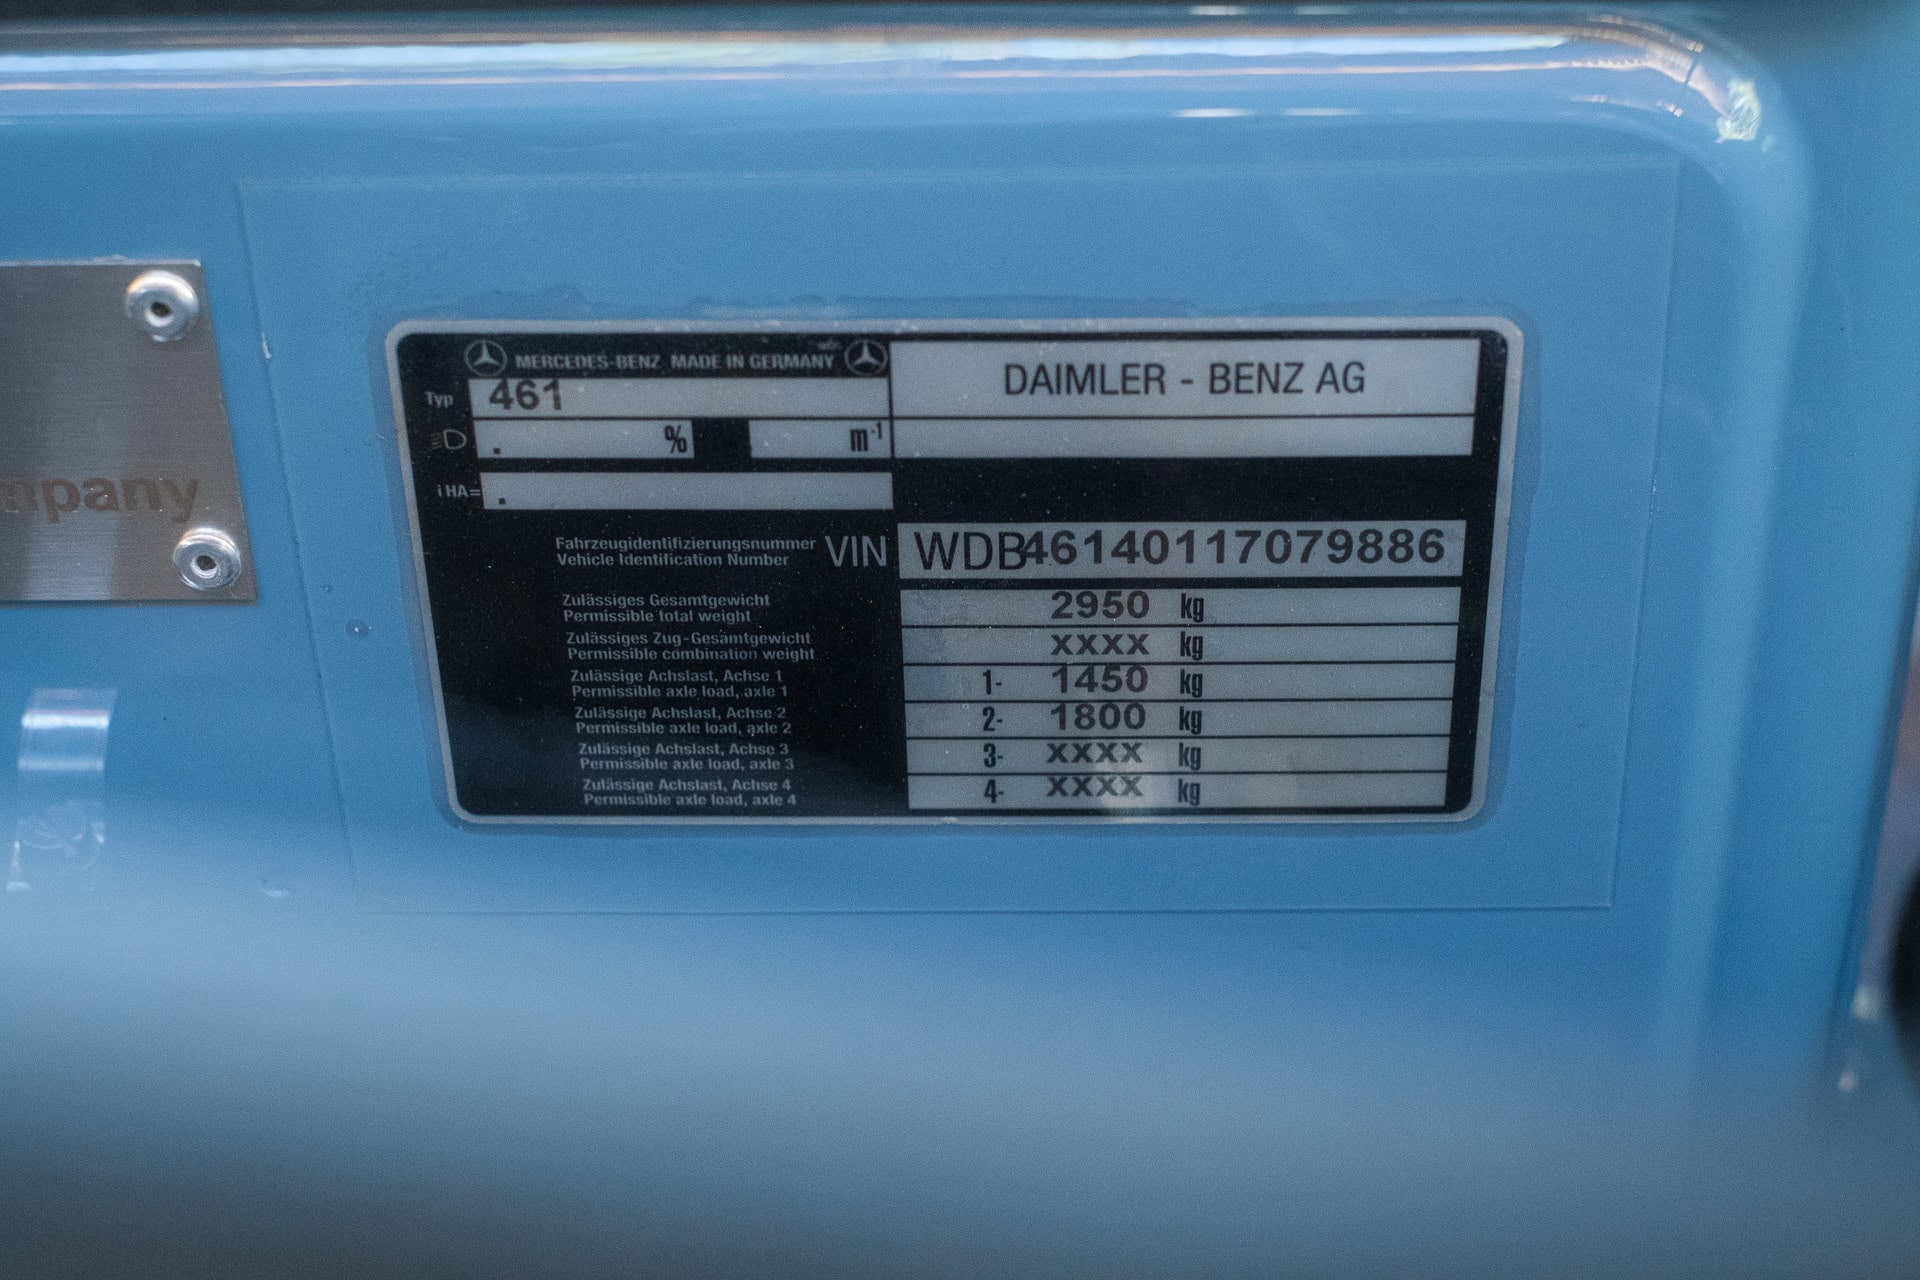 MERCEDES-BENZ MADE IN GERMANY
DAIMLER - BENZ AG
Typ 461
. % m-1
i HA= .
mpany
Fahrzeugidentifizierungsnummer
Vehicle Identification Number
VIN WDB46140117079886
Zulässiges Gesamtgewicht
Permissible total weight
2950 kg
Zulässiges Zug-Gesamtgewicht
Permissible combination weight
XXXX kg
Zulässige Achslast, Achse 1
Permissible axle load, axle 1
1- 1450 kg
Zulässige Achslast, Achse 2
Permissible axle load, axle 2
2- 1800 kg
Zulässige Achslast, Achse 3
Permissible axle load, axle 3
3- XXXX kg
Zulässige Achslast, Achse 4
Permissible axle load, axle 4
4- XXXX kg